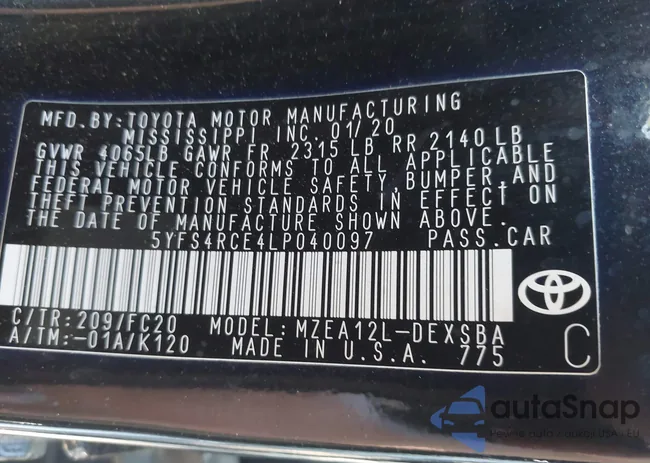 MFD.BY:TOYOTA MOTOR MANUFACTURING
MISSISSIPPI INC. 01/20
GVWR 4065LB GAWR FR 2315 LB RR 2140LB
THIS VEHICLE CONFORMS TO ALL APPLICABLE
FEDERAL MOTOR VEHICLE SAFETY,BUMPER,AND
THEFT PREVENTION STANDARDS IN EFFECT ON
THE DATE OF MANUFACTURE SHOWN ABOVE.
5YFS4RCE4LP040097 PASS.CAR
C/TR:209/FC20 MODEL:MZEA12L-DEXSBA
A/TM:-01A/K120 MADE IN U.S.A. 775
C
autoSnap